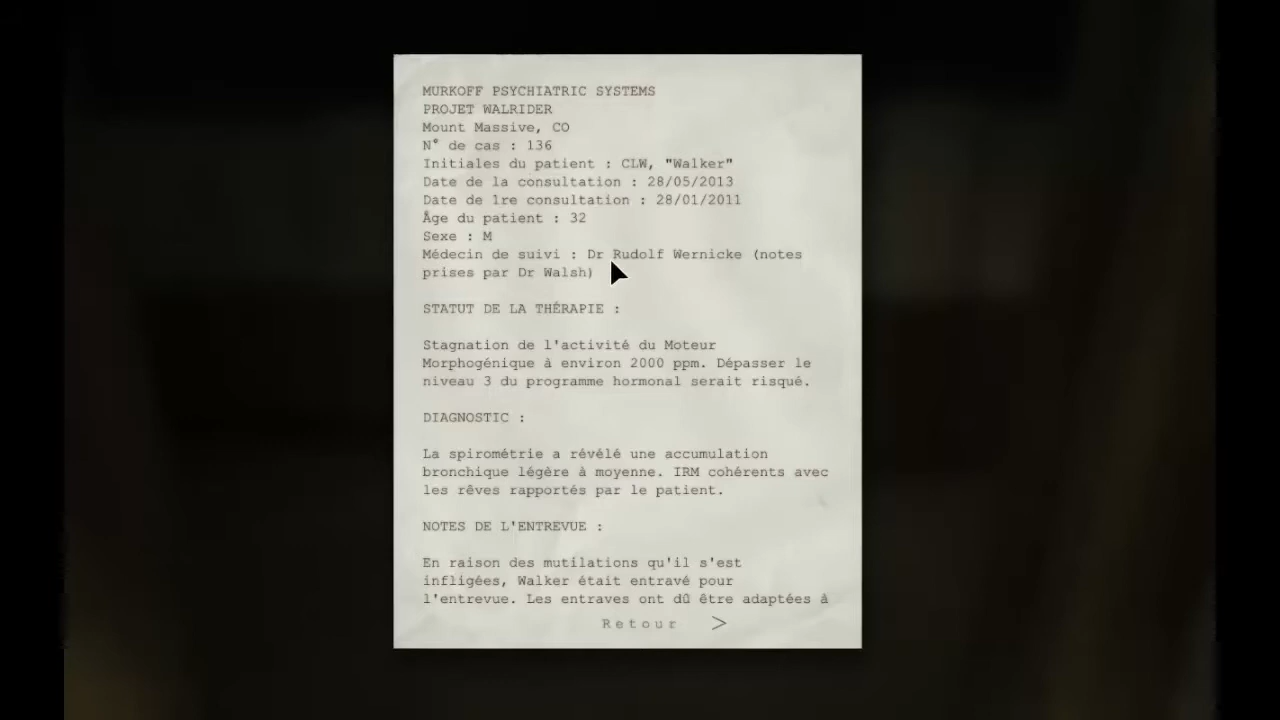 MURKOFF PSYCHIATRIC SYSTEMS
PROJET WALRIDER
Mount Massive, CO
N° de cas : 136
Initiales du patient : CLW, "Walker"
Date de la consultation : 28/05/2013
Date de 1re consultation : 28/01/2011
Âge du patient : 32
Sexe : M
Médecin de suivi : Dr Rudolf Wernicke (notes
prises par Dr Walsh)
STATUT DE LA THÉRAPIE :
Stagnation de l'activité du Moteur
Morphogénique à environ 2000 ppm. Dépasser le
niveau 3 du programme hormonal serait risqué.
DIAGNOSTIC :
La spirométrie a révélé une accumulation
bronchique légère à moyenne. IRM cohérents avec
les rêves rapportés par le patient.
NOTES DE L'ENTREVUE :
En raison des mutilations qu'il s'est
infligées, Walker était entravé pour
l'entrevue. Les entraves ont dû être adaptées à
Retour >